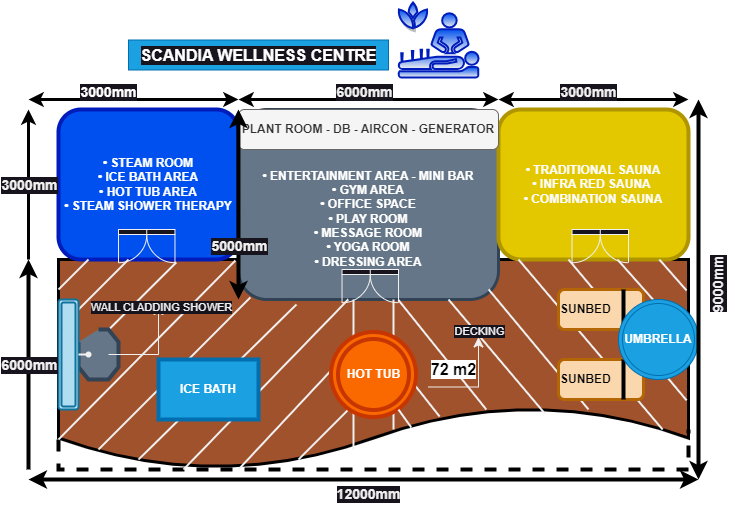 SCANDIA WELLNESS CENTRE
3000mm
6000mm
3000mm
PLANT ROOM - DB - AIRCON - GENERATOR
• STEAM ROOM
• ICE BATH AREA
• HOT TUB AREA
• STEAM SHOWER THERAPY
• ENTERTAINMENT AREA - MINI BAR
• GYM AREA
• OFFICE SPACE
• PLAY ROOM
• MESSAGE ROOM
• YOGA ROOM
• DRESSING AREA
• TRADITIONAL SAUNA
• INFRA RED SAUNA
• COMBINATION SAUNA
3000mm
5000mm
9000mm
WALL CLADDING SHOWER
SUNBED
DECKING
UMBRELLA
6000mm
HOT TUB
72 m2
SUNBED
ICE BATH
12000mm